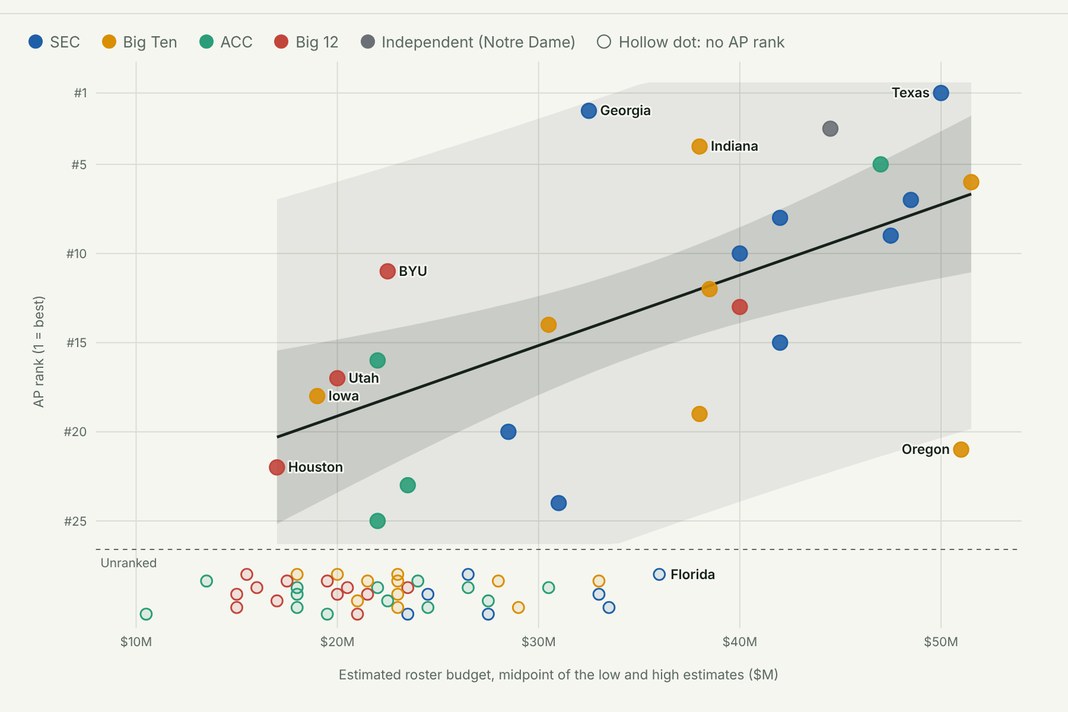 SEC Big Ten ACC Big 12 Independent (Notre Dame) Hollow dot: no AP rank
#1
Texas
Georgia
Indiana
#5
#10
BYU
#15
Utah
Iowa
#20
Oregon
Houston
#25
AP rank (1 = best)
Unranked
Florida
$10M $20M $30M $40M $50M
Estimated roster budget, midpoint of the low and high estimates ($M)